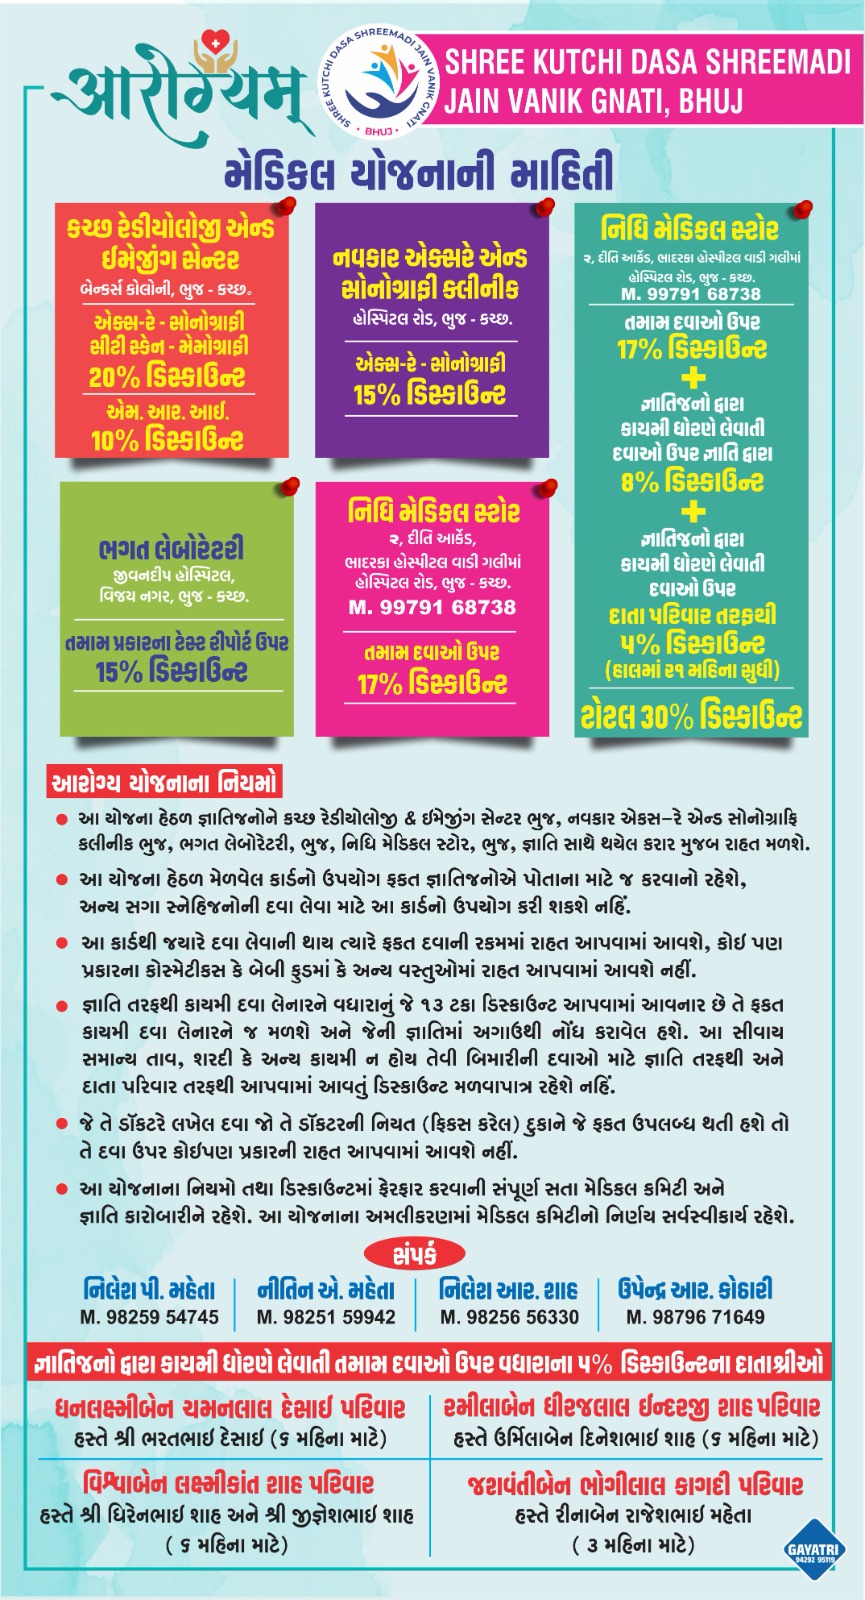 આરોગ્યમ્
SHREE KUTCHI DASA SHREEMADI JAIN VANIK GNATI
• BHUJ •
SHREE KUTCHI DASA SHREEMADI
JAIN VANIK GNATI, BHUJ
મેડિકલ યોજનાની માહિતી
કચ્છ રેડીયોલોજી એન્ડ
ઈમેજીંગ સેન્ટર
બેન્કર્સ કોલોની, ભુજ - કચ્છ.
એક્સ-રે - સોનોગ્રાફી
સીટી સ્કેન - મેમોગ્રાફી
20% ડિસ્કાઉન્ટ
એમ. આર. આઈ.
10% ડિસ્કાઉન્ટ
નવકાર એક્સરે એન્ડ
સોનોગ્રાફી ક્લીનીક
હોસ્પિટલ રોડ, ભુજ - કચ્છ.
એક્સ-રે - સોનોગ્રાફી
15% ડિસ્કાઉન્ટ
નિધિ મેડિકલ સ્ટોર
૨, દીતિ આર્કેડ, ભાદરકા હોસ્પીટલ વાડી ગલીમાં
હોસ્પિટલ રોડ, ભુજ - કચ્છ.
M. 99791 68738
તમામ દવાઓ ઉપર
17% ડિસ્કાઉન્ટ
+
જ્ઞાતિજનો દ્વારા
કાયમી ધોરણે લેવાતી
દવાઓ ઉપર જ્ઞાતિ દ્વારા
8% ડિસ્કાઉન્ટ
+
જ્ઞાતિજનો દ્વારા
કાયમી ધોરણે લેવાતી
દવાઓ ઉપર
દાતા પરિવાર તરફથી
૫% ડિસ્કાઉન્ટ
(હાલમાં ૨૧ મહિના સુધી)
ટોટલ 30% ડિસ્કાઉન્ટ
ભગત લેબોરેટરી
જીવનદીપ હોસ્પિટલ,
વિજય નગર, ભુજ - કચ્છ.
તમામ પ્રકારના ટેસ્ટ રીપોર્ટ ઉપર
15% ડિસ્કાઉન્ટ
નિધિ મેડિકલ સ્ટોર
૨, દીતિ આર્કેડ,
ભાદરકા હોસ્પીટલ વાડી ગલીમાં
હોસ્પિટલ રોડ, ભુજ - કચ્છ.
M. 99791 68738
તમામ દવાઓ ઉપર
17% ડિસ્કાઉન્ટ
આરોગ્ય યોજનાના નિયમો
• આ યોજના હેઠળ જ્ઞાતિજનોને કચ્છ રેડીયોલોજી & ઈમેજીંગ સેન્ટર ભુજ, નવકાર એકસ-રે એન્ડ સોનોગ્રાફિ
કલીનીક ભુજ, ભગત લેબોરેટરી, ભુજ, નિધિ મેડિકલ સ્ટોર, ભુજ, જ્ઞાતિ સાથે થયેલ કરાર મુજબ રાહત મળશે.
• આ યોજના હેઠળ મેળવેલ કાર્ડનો ઉપયોગ ફકત જ્ઞાતિજનોએ પોતાના માટે જ કરવાનો રહેશે,
અન્ય સગા સ્નેહિજનોની દવા લેવા માટે આ કાર્ડનો ઉપયોગ કરી શકશે નહિં.
• આ કાર્ડથી જયારે દવા લેવાની થાય ત્યારે ફકત દવાની રકમમાં રાહત આપવામાં આવશે, કોઇ પણ
પ્રકારના કોસ્મેટીકસ કે બેબી ફુડમાં કે અન્ય વસ્તુઓમાં રાહત આપવામાં આવશે નહીં.
• જ્ઞાતિ તરફથી કાયમી દવા લેનારને વધારાનું જે ૧૩ ટકા ડિસ્કાઉન્ટ આપવામાં આવનાર છે તે ફકત
કાયમી દવા લેનારને જ મળશે અને જેની જ્ઞાતિમાં અગાઉથી નોંધ કરાવેલ હશે. આ સીવાય
સમાન્ય તાવ, શરદી કે અન્ય કાયમી ન હોય તેવી બિમારીની દવાઓ માટે જ્ઞાતિ તરફથી અને
દાતા પરિવાર તરફથી આપવામાં આવતું ડિસ્કાઉન્ટ મળવાપાત્ર રહેશે નહિં.
• જે તે ડૉકટરે લખેલ દવા જો તે ડૉકટરની નિયત (ફિકસ કરેલ) દુકાને જે ફકત ઉપલબ્ધ થતી હશે તો
તે દવા ઉપર કોઇપણ પ્રકારની રાહત આપવામાં આવશે નહીં.
• આ યોજનાના નિયમો તથા ડિસ્કાઉન્ટમાં ફેરફાર કરવાની સંપૂર્ણ સતા મેડિકલ કમિટી અને
જ્ઞાતિ કારોબારીને રહેશે. આ યોજનાના અમલીકરણમાં મેડિકલ કમિટીનો નિર્ણય સર્વસ્વીકાર્ય રહેશે.
સંપર્ક
નિલેશ પી. મહેતા
M. 98259 54745
નીતિન એ. મહેતા
M. 98251 59942
નિલેશ આર. શાહ
M. 98256 56330
ઉપેન્દ્ર આર. કોઠારી
M. 98796 71649
જ્ઞાતિજનો દ્વારા કાયમી ધોરણે લેવાતી તમામ દવાઓ ઉપર વધારાના ૫% ડિસ્કાઉન્ટના દાતાશ્રીઓ
ધનલક્ષ્મીબેન ચમનલાલ દેસાઈ પરિવાર
હસ્તે શ્રી ભરતભાઇ દેસાઇ (૬ મહિના માટે)
રમીલાબેન ધીરજલાલ ઈન્દરજી શાહ પરિવાર
હસ્તે ઉર્મિલાબેન દિનેશભાઇ શાહ (૬ મહિના માટે)
વિશ્વાબેન લક્ષ્મીકાંત શાહ પરિવાર
હસ્તે શ્રી ધિરેનભાઇ શાહ અને શ્રી જીજ્ઞેશભાઇ શાહ
( ૬ મહિના માટે)
જશવંતીબેન ભોગીલાલ કાગદી પરિવાર
હસ્તે રીનાબેન રાજેશભાઇ મહેતા
( ૩ મહિના માટે)
GAYATRI
94292 95119